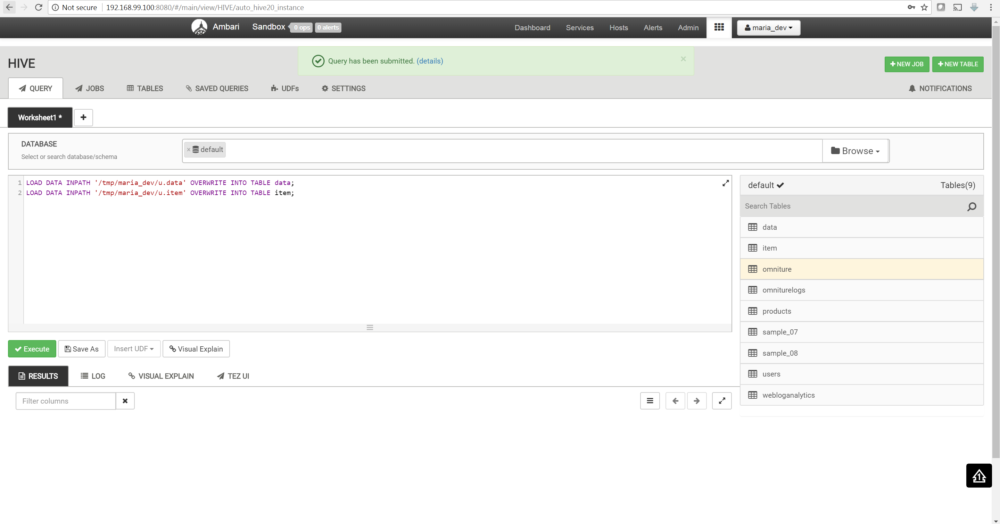 Not secure 192.168.99.100:8080/#/main/view/HIVE/auto_hive20_instance
Ambari Sandbox 0 ops 0 alerts Dashboard Services Hosts Alerts Admin maria_dev
HIVE
Query has been submitted. (details) ×
NEW JOB NEW TABLE
QUERY JOBS TABLES SAVED QUERIES UDFs SETTINGS NOTIFICATIONS
Worksheet1 * +
DATABASE
Select or search database/schema
× default
Browse
1 LOAD DATA INPATH '/tmp/maria_dev/u.data' OVERWRITE INTO TABLE data;
2 LOAD DATA INPATH '/tmp/maria_dev/u.item' OVERWRITE INTO TABLE item;
default Tables(9)
Search Tables
data
item
omniture
omniturelogs
products
sample_07
sample_08
users
webloganalytics
Execute Save As Insert UDF Visual Explain
RESULTS LOG VISUAL EXPLAIN TEZ UI
Filter columns
1